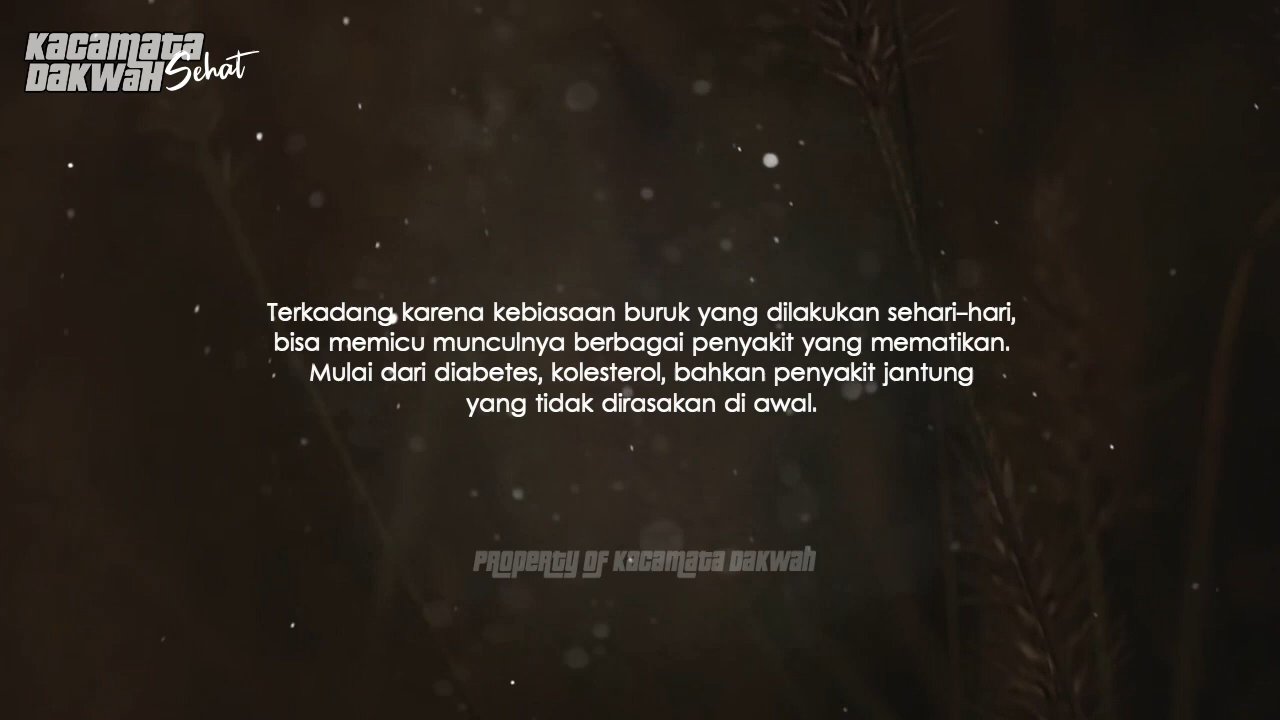 Kacamata
Dakwah Sehat
Terkadang karena kebiasaan buruk yang dilakukan sehari-hari,
bisa memicu munculnya berbagai penyakit yang mematikan.
Mulai dari diabetes, kolesterol, bahkan penyakit jantung
yang tidak dirasakan di awal.
Property of Kacamata Dakwah